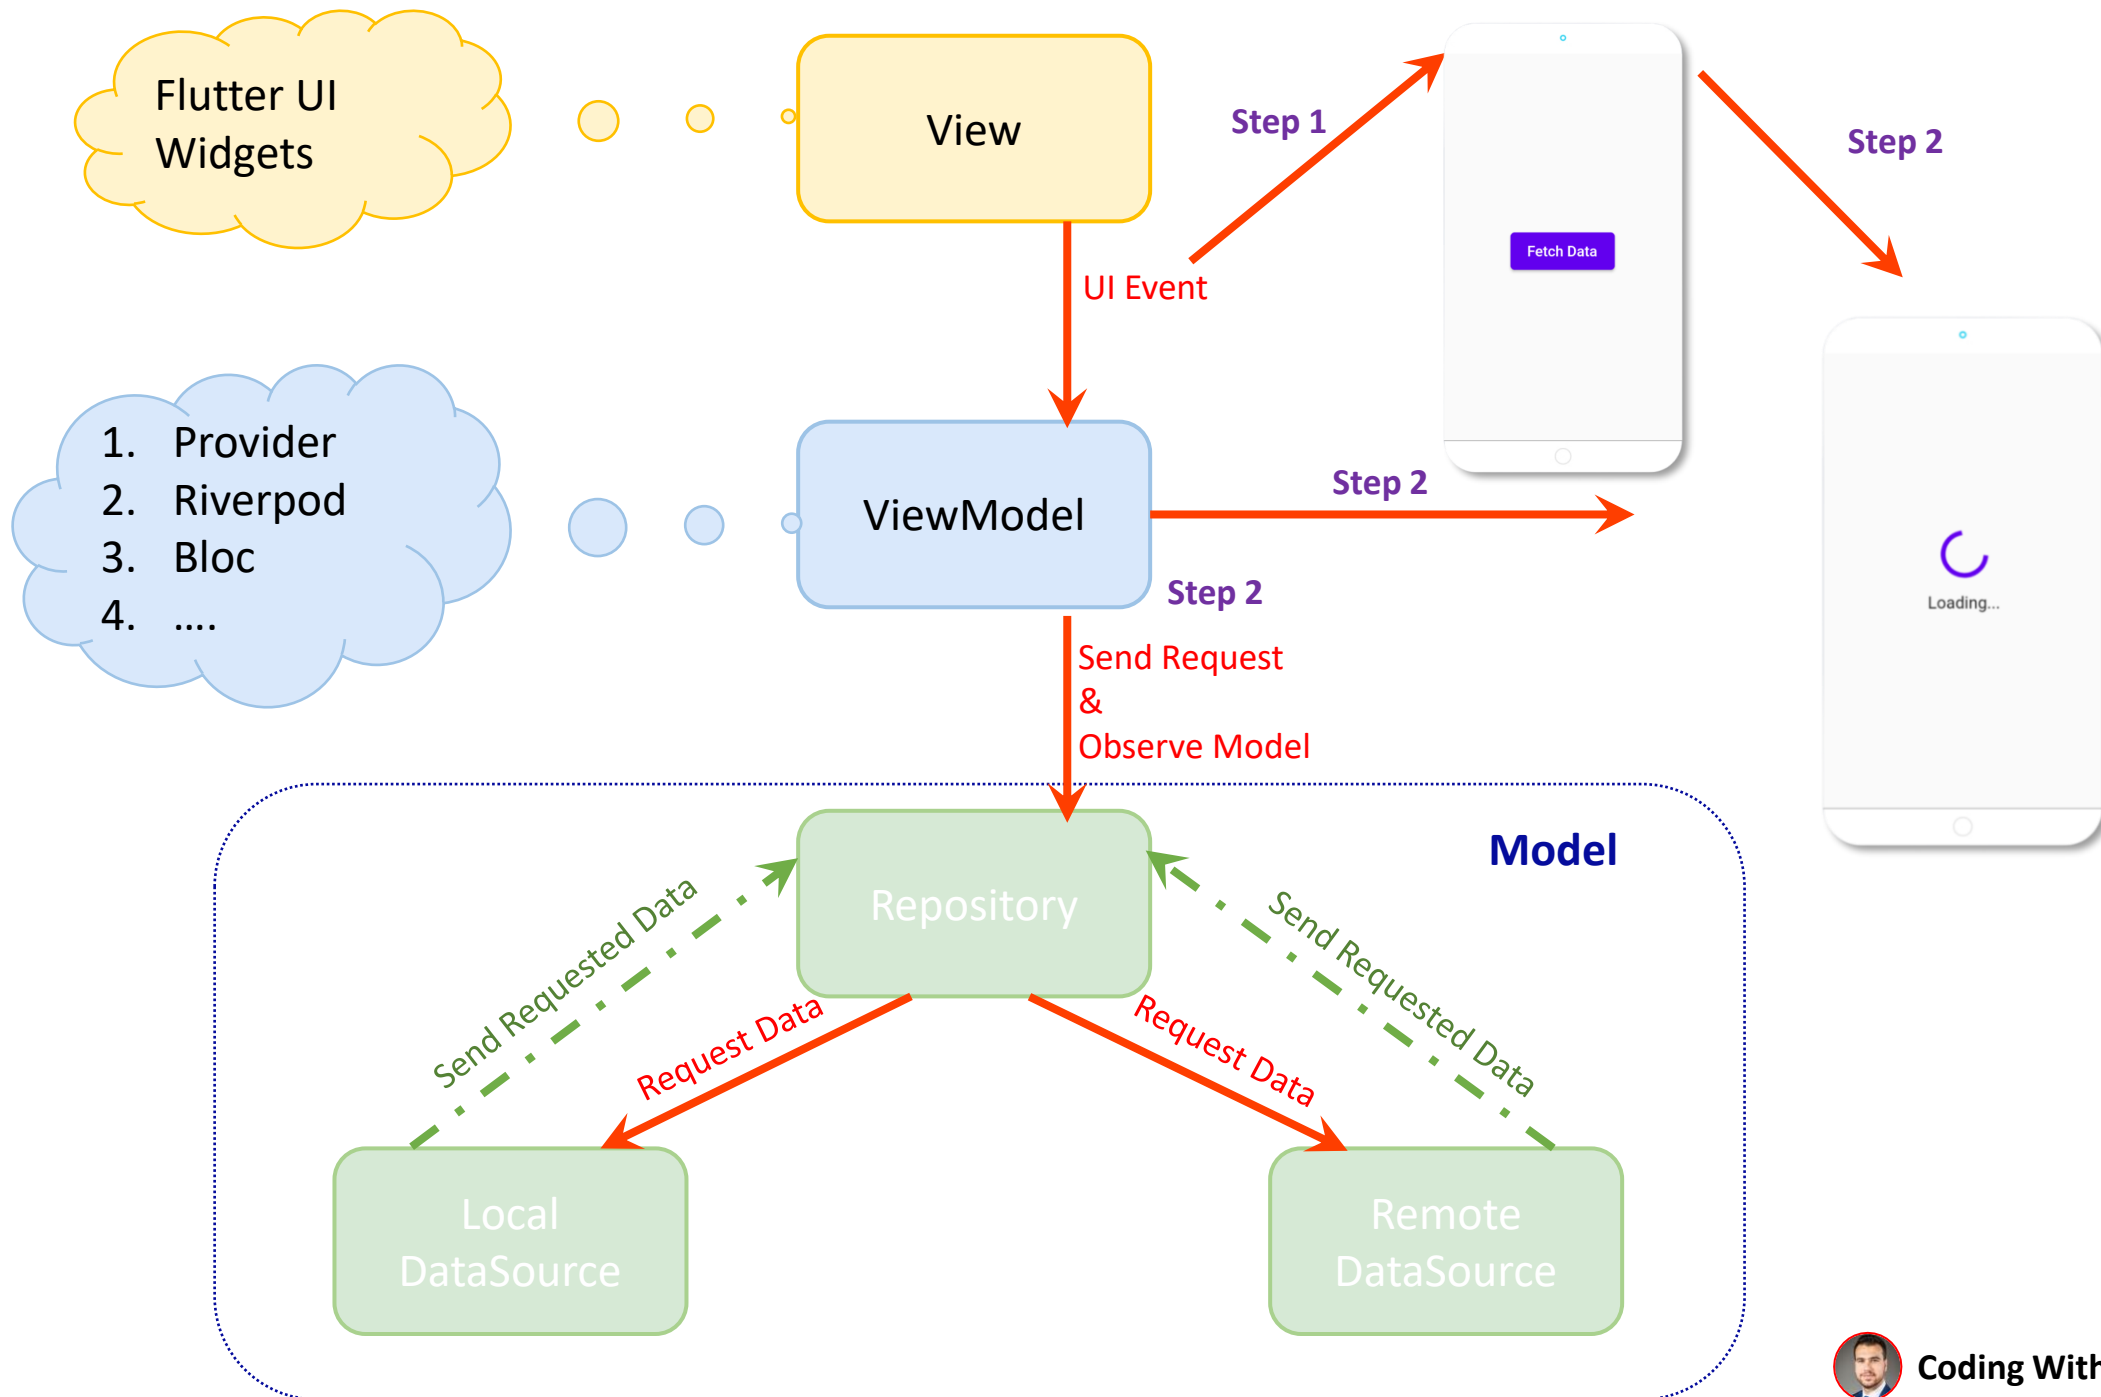 Flutter UI
Widgets
View
Step 1
Step 2
Fetch Data
UI Event
1. Provider
2. Riverpod
3. Bloc
4. ....
ViewModel
Step 2
Step 2
Loading...
Send Request
&
Observe Model
Model
Repository
Send Requested Data
Request Data
Request Data
Send Requested Data
Local
DataSource
Remote
DataSource
Coding With